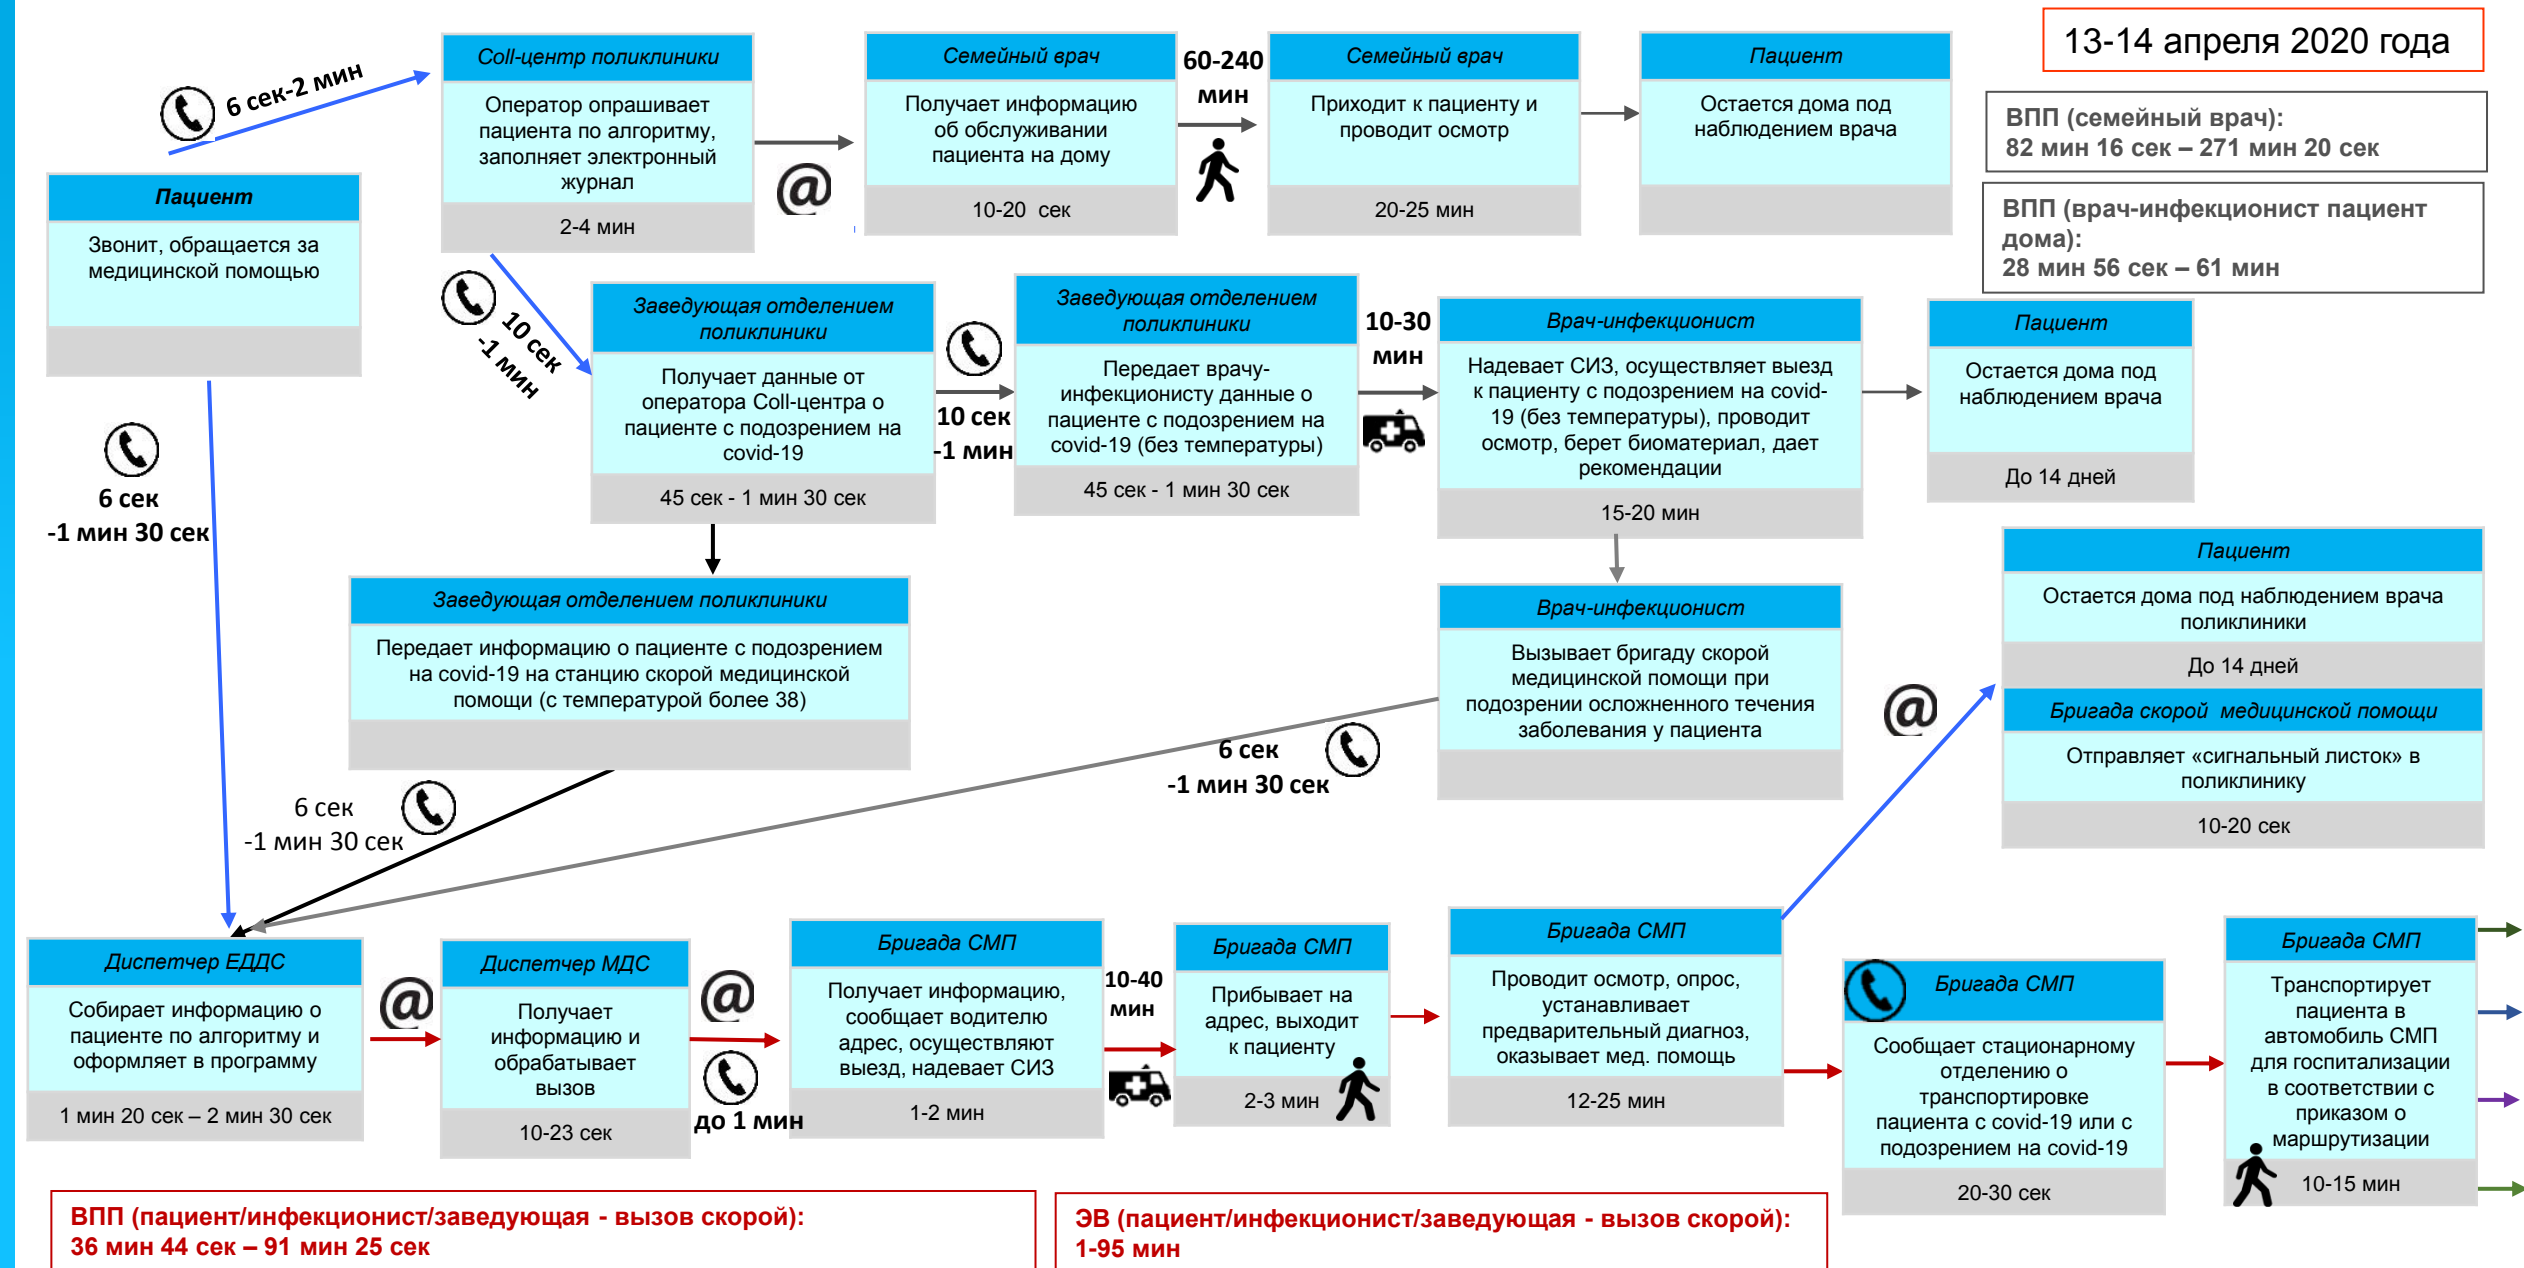 13-14 апреля 2020 года
6 сек-2 мин
Coll-центр поликлиники
Оператор опрашивает
пациента по алгоритму,
заполняет электронный
журнал
2-4 мин
@
Семейный врач
Получает информацию
об обслуживании
пациента на дому
10-20 сек
60-240
мин
Семейный врач
Приходит к пациенту и
проводит осмотр
20-25 мин
Пациент
Остается дома под
наблюдением врача
ВПП (семейный врач):
82 мин 16 сек – 271 мин 20 сек
ВПП (врач-инфекционист пациент
дома):
28 мин 56 сек – 61 мин
Пациент
Звонит, обращается за
медицинской помощью
10 сек
-1 мин
Заведующая отделением
поликлиники
Получает данные от
оператора Coll-центра о
пациенте с подозрением на
covid-19
45 сек - 1 мин 30 сек
10 сек
-1 мин
Заведующая отделением
поликлиники
Передает врачу-
инфекционисту данные о
пациенте с подозрением на
covid-19 (без температуры)
45 сек - 1 мин 30 сек
10-30
мин
Врач-инфекционист
Надевает СИЗ, осуществляет выезд
к пациенту с подозрением на covid-
19 (без температуры), проводит
осмотр, берет биоматериал, дает
рекомендации
15-20 мин
Пациент
Остается дома под
наблюдением врача
До 14 дней
6 сек
-1 мин 30 сек
Заведующая отделением поликлиники
Передает информацию о пациенте с подозрением
на covid-19 на станцию скорой медицинской
помощи (с температурой более 38)
6 сек
-1 мин 30 сек
Врач-инфекционист
Вызывает бригаду скорой
медицинской помощи при
подозрении осложненного течения
заболевания у пациента
6 сек
-1 мин 30 сек
@
Пациент
Остается дома под наблюдением врача
поликлиники
До 14 дней
Бригада скорой медицинской помощи
Отправляет «сигнальный листок» в
поликлинику
10-20 сек
Диспетчер ЕДДС
Собирает информацию о
пациенте по алгоритму и
оформляет в программу
1 мин 20 сек – 2 мин 30 сек
@
Диспетчер МДС
Получает
информацию и
обрабатывает
вызов
10-23 сек
@
до 1 мин
Бригада СМП
Получает информацию,
сообщает водителю
адрес, осуществляют
выезд, надевает СИЗ
1-2 мин
10-40
мин
Бригада СМП
Прибывает на
адрес, выходит
к пациенту
2-3 мин
Бригада СМП
Проводит осмотр, опрос,
устанавливает
предварительный диагноз,
оказывает мед. помощь
12-25 мин
Бригада СМП
Сообщает стационарному
отделению о
транспортировке
пациента с covid-19 или с
подозрением на covid-19
20-30 сек
Бригада СМП
Транспортирует
пациента в
автомобиль СМП
для госпитализации
в соответствии с
приказом о
маршрутизации
10-15 мин
ВПП (пациент/инфекционист/заведующая - вызов скорой):
36 мин 44 сек – 91 мин 25 сек
ЭВ (пациент/инфекционист/заведующая - вызов скорой):
1-95 мин